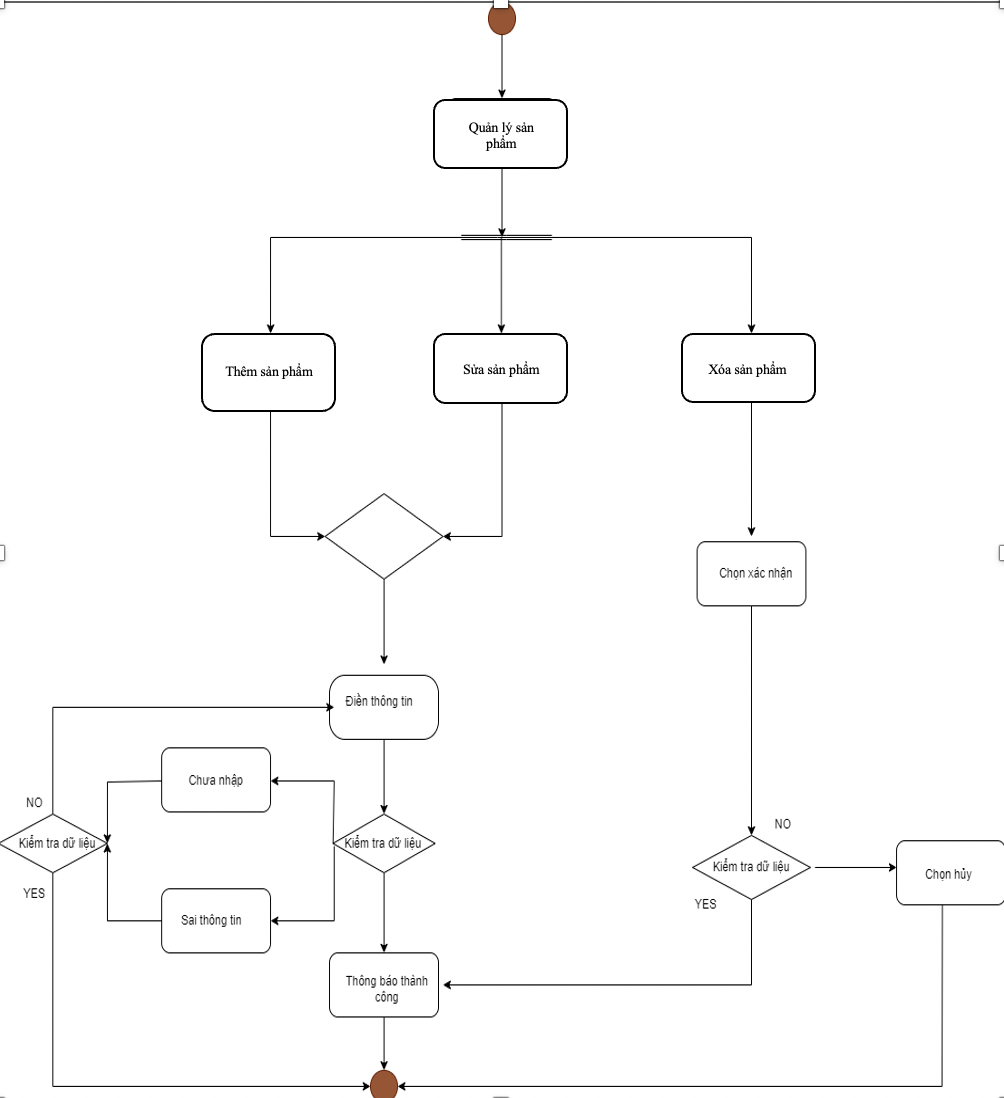 Quản lý sản
phẩm
Thêm sản phẩm
Sửa sản phẩm
Xóa sản phẩm
Chọn xác nhận
Điền thông tin
Chưa nhập
NO
Kiểm tra dữ liệu
YES
Kiểm tra dữ liệu
Sai thông tin
Thông báo thành
công
NO
Kiểm tra dữ liệu
YES
Chọn hủy